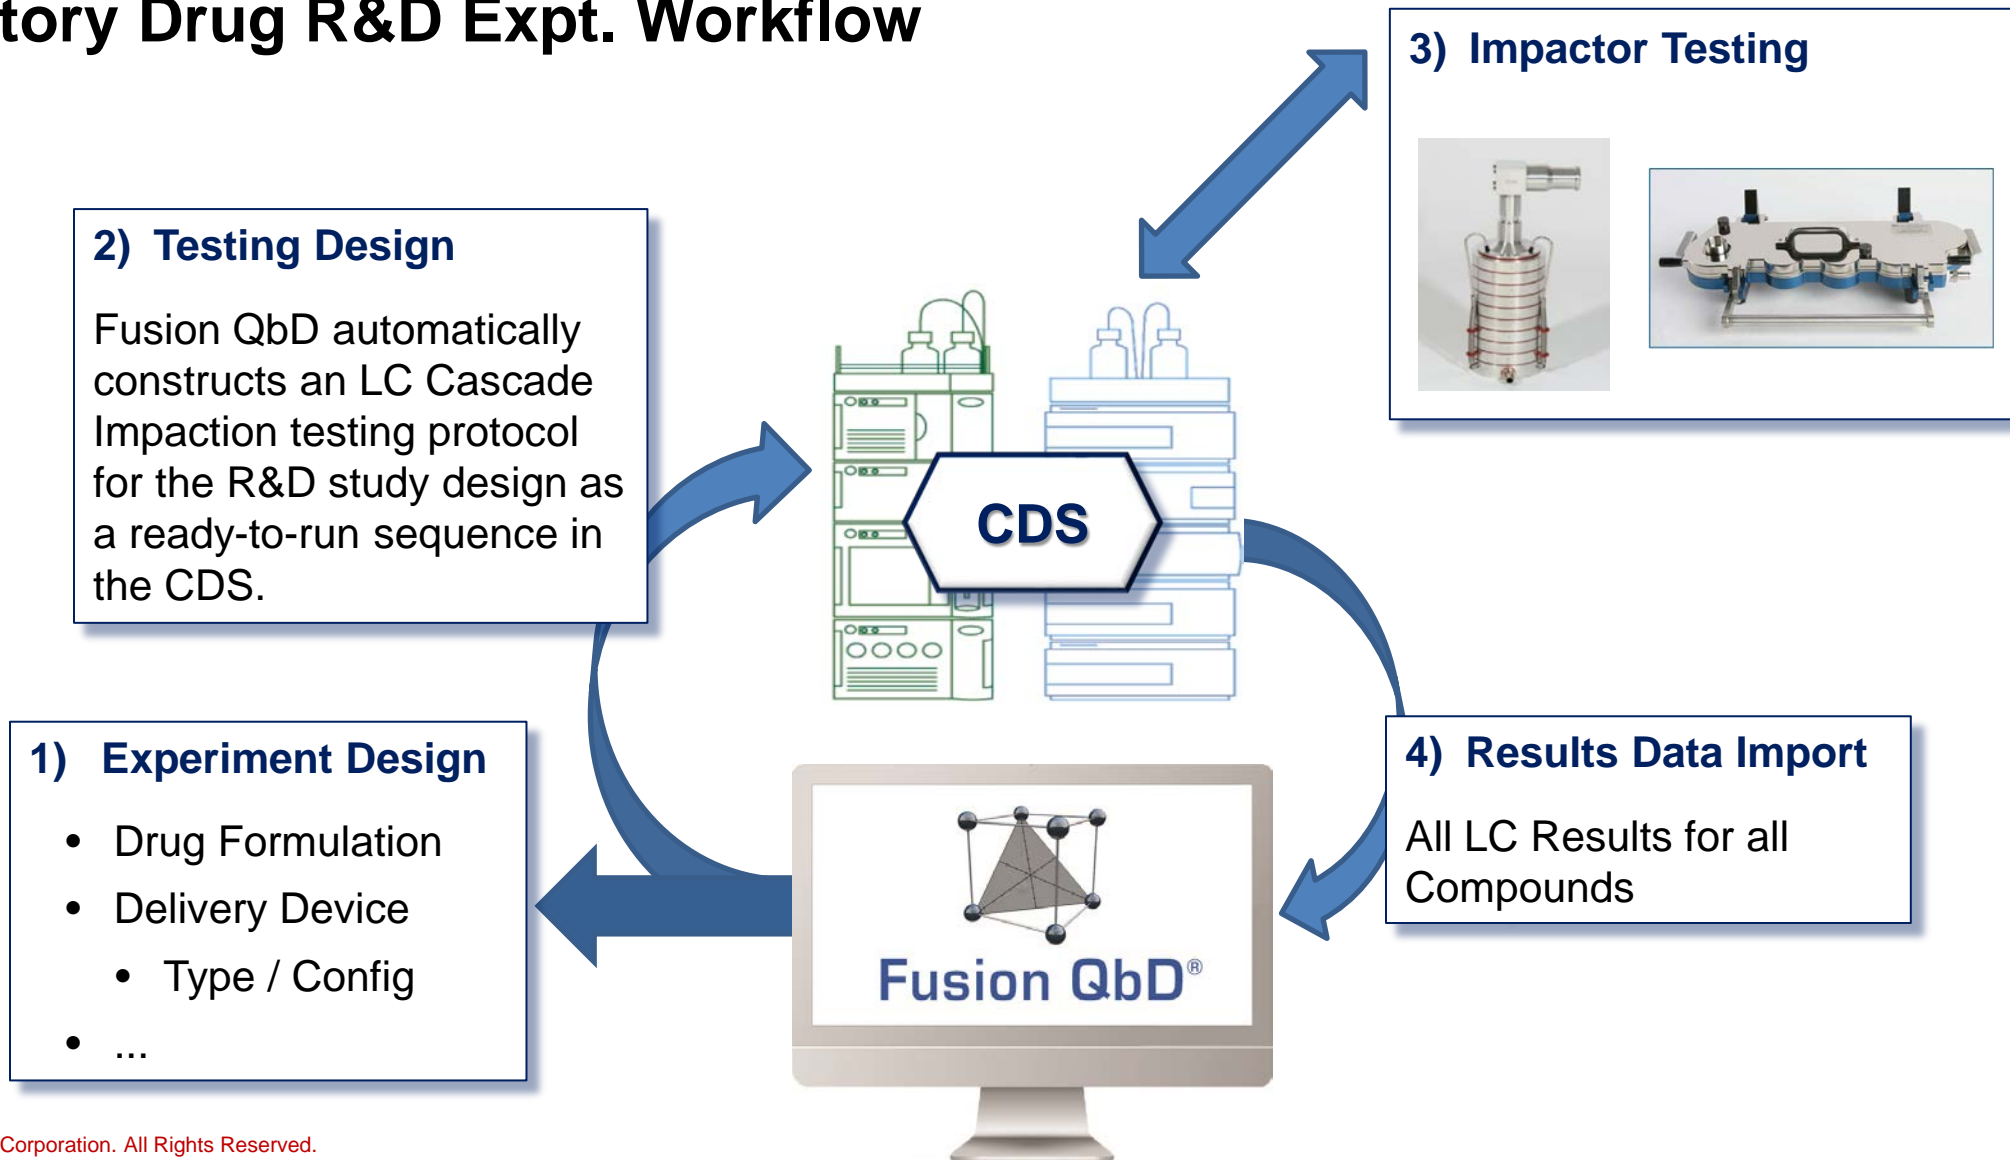 tory Drug R&D Expt. Workflow
3) Impactor Testing
2) Testing Design
Fusion QbD automatically
constructs an LC Cascade
Impaction testing protocol
for the R&D study design as
a ready-to-run sequence in
the CDS.
CDS
1) Experiment Design
• Drug Formulation
• Delivery Device
• Type / Config
• ...
4) Results Data Import
All LC Results for all
Compounds
Fusion QbD®
Corporation. All Rights Reserved.